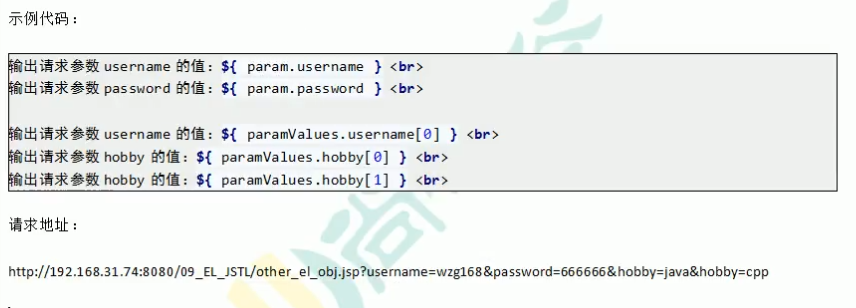 示例代码：
输出请求参数 username 的值：${ param.username } <br>
输出请求参数 password 的值：${ param.password } <br>
输出请求参数 username 的值：${ paramValues.username[0] } <br>
输出请求参数 hobby 的值：${ paramValues.hobby[0] } <br>
输出请求参数 hobby 的值：${ paramValues.hobby[1] } <br>
请求地址：
http://192.168.31.74:8080/09_EL_JSTL/other_el_obj.jsp?username=wzg168&password=666666&hobby=java&hobby=cpp